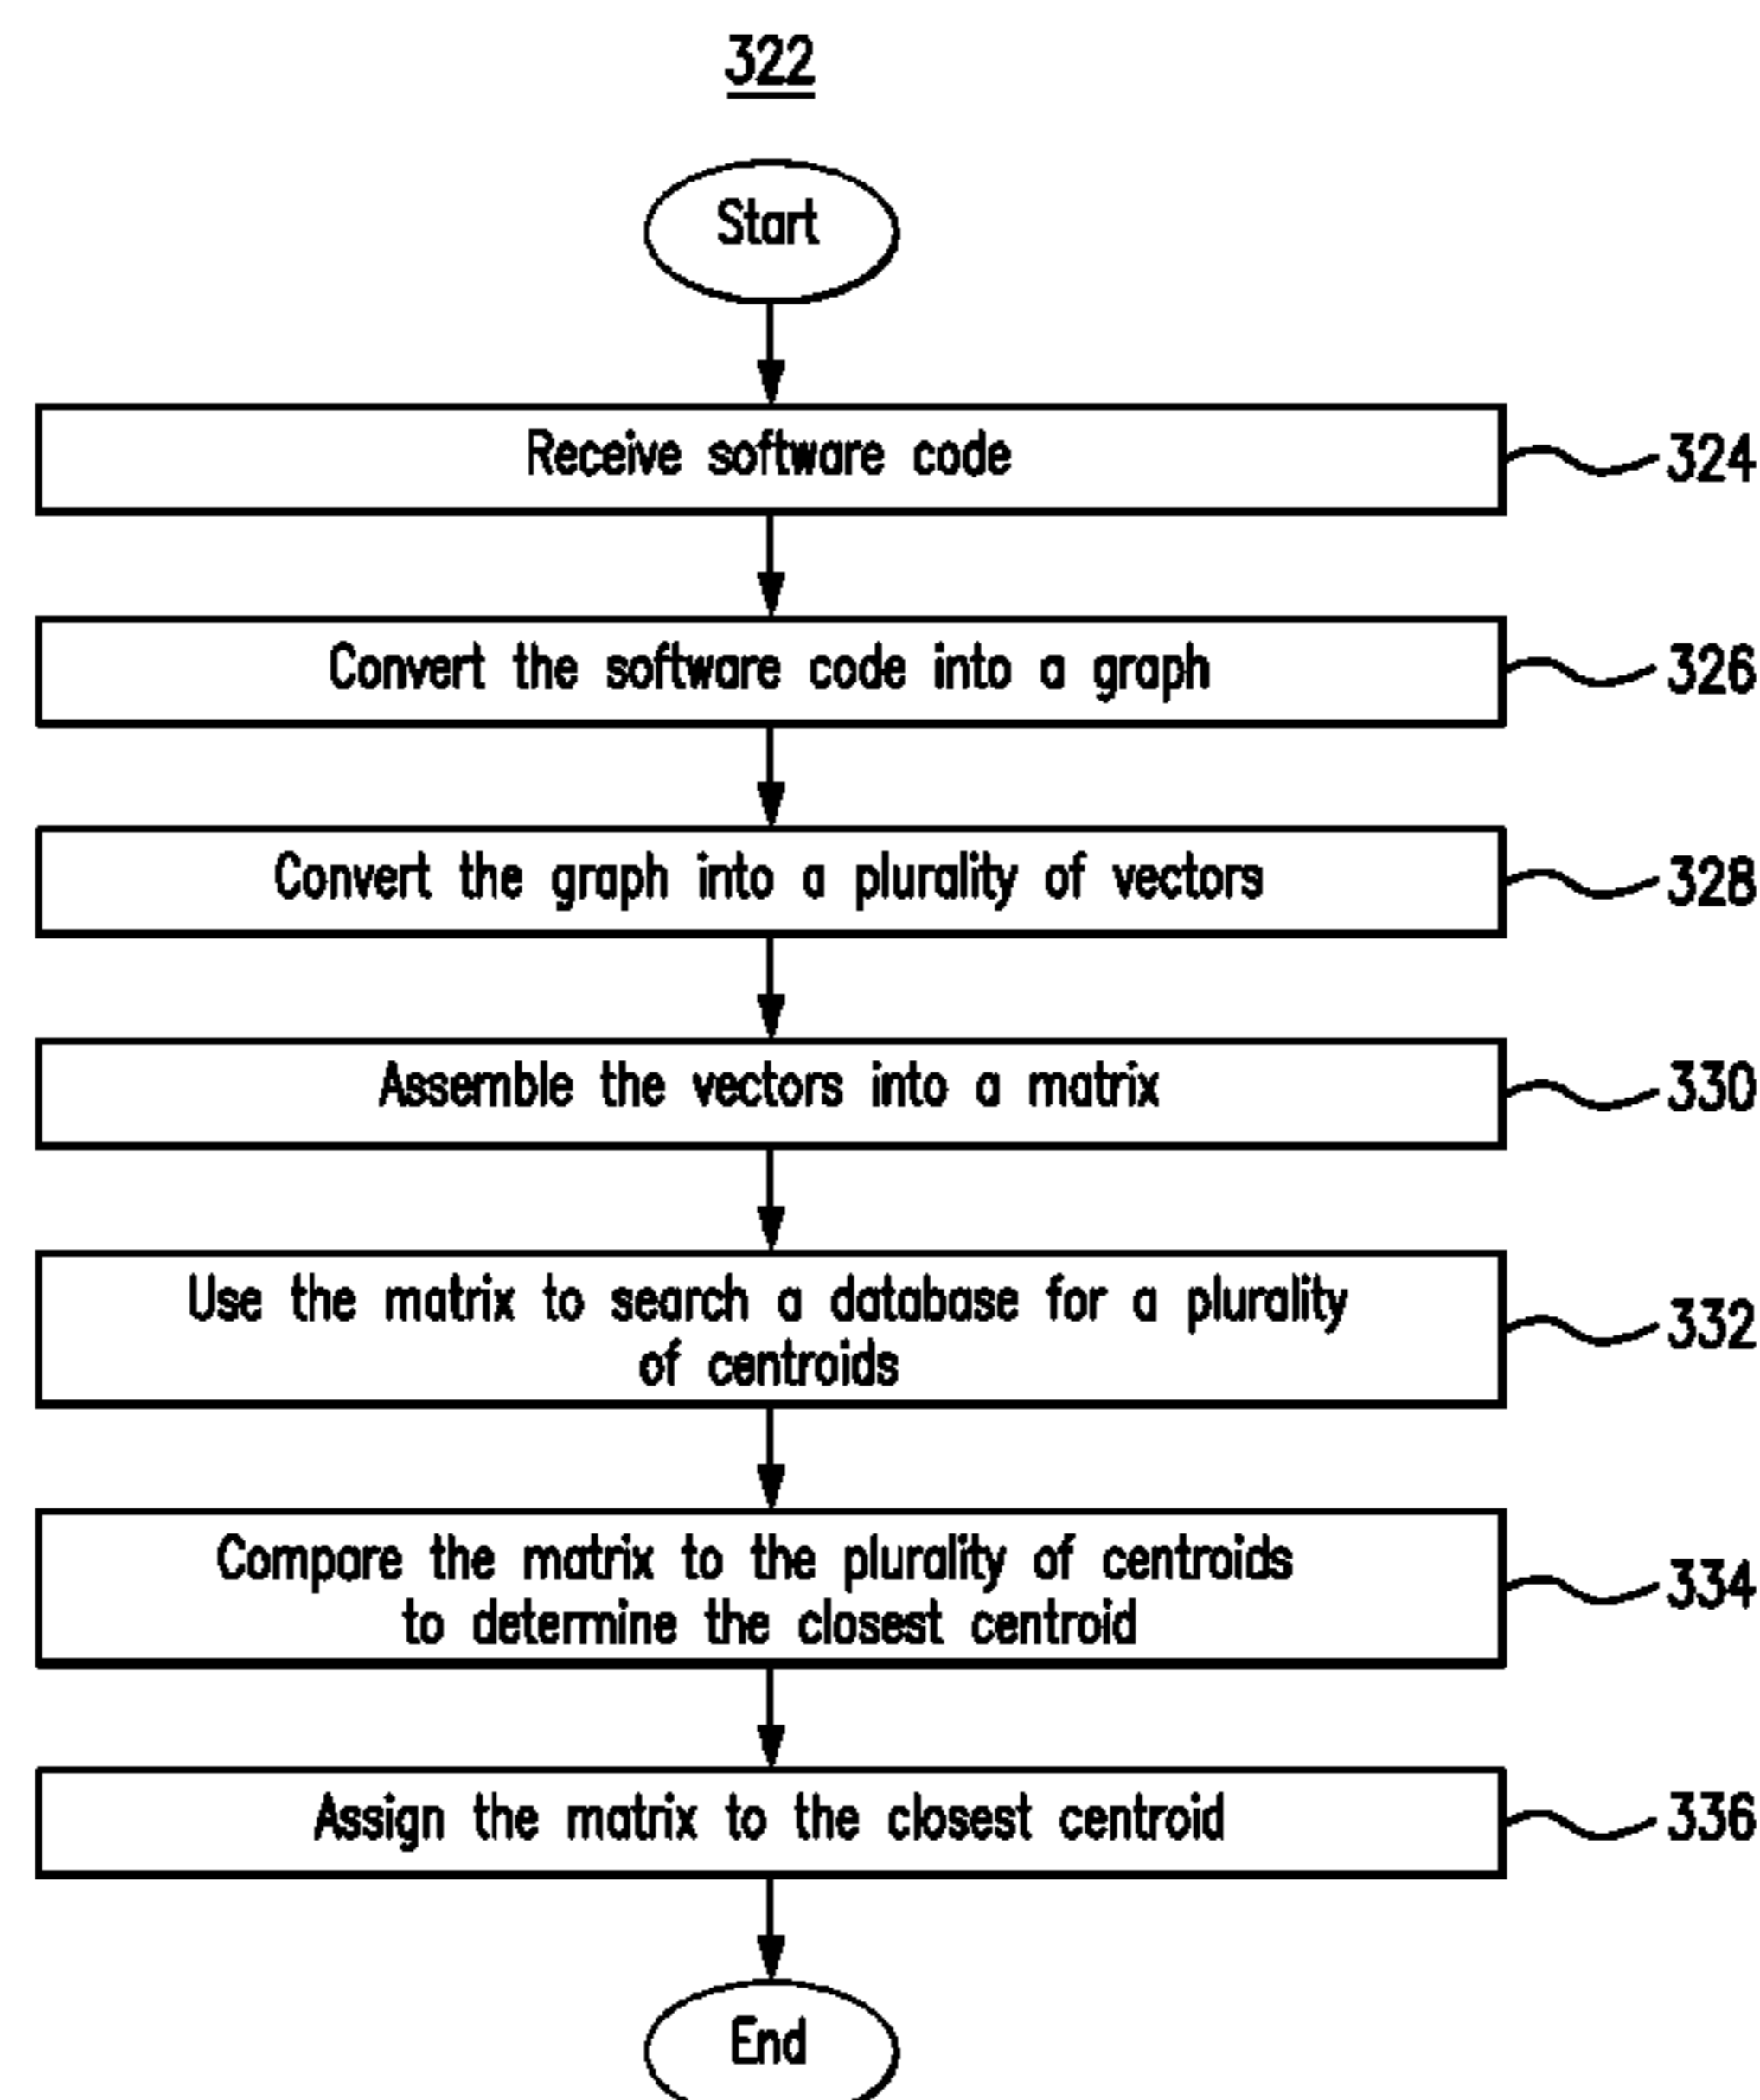 322
Start
Receive software code
324
Convert the software code into a graph
326
Convert the graph into a plurality of vectors
328
Assemble the vectors into a matrix
330
Use the matrix to search a database for a plurality
of centroids
332
Compare the matrix to the plurality of centroids
to determine the closest centroid
334
Assign the matrix to the closest centroid
336
End